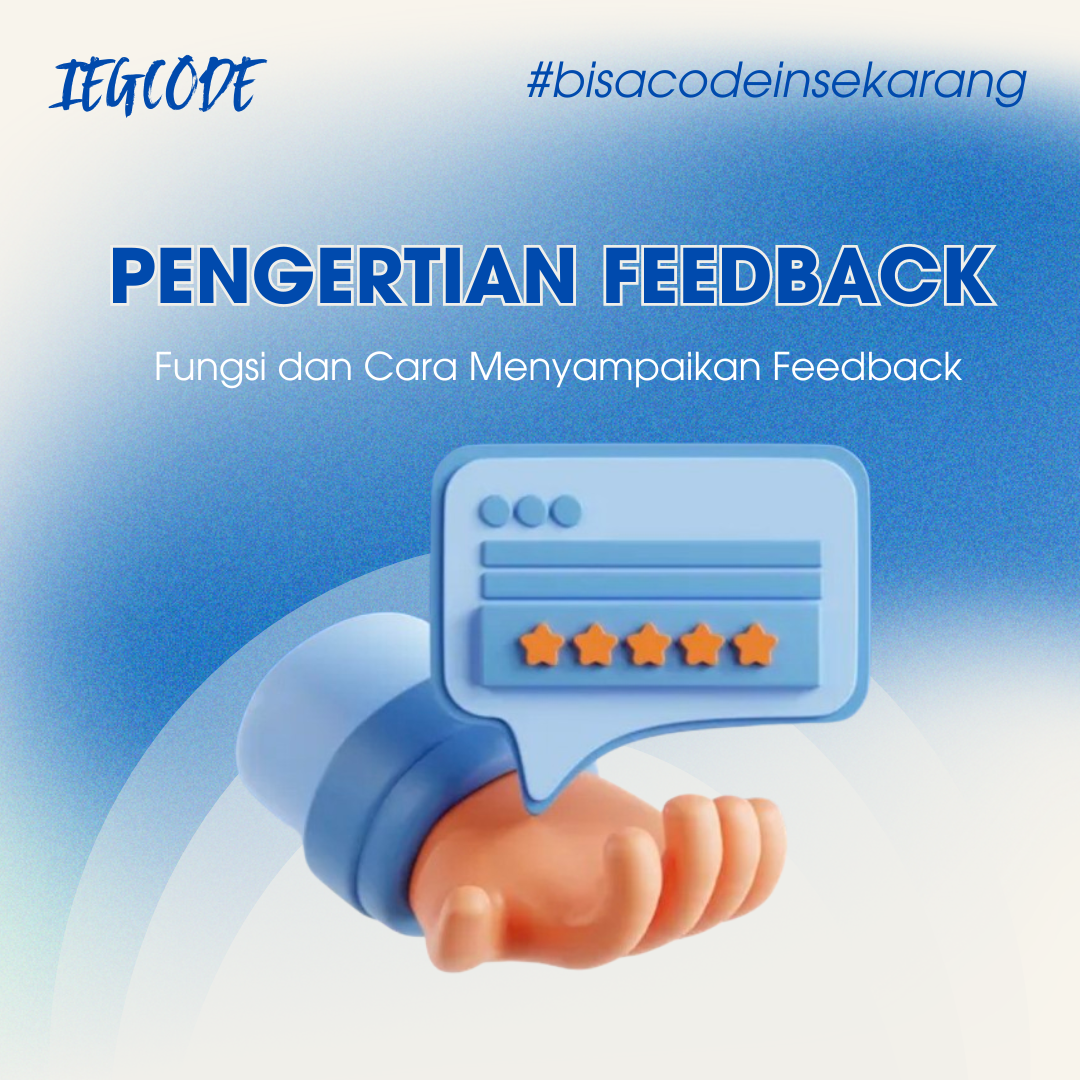 IEGCODE
#bisacodeinsekarang
PENGERTIAN FEEDBACK
Fungsi dan Cara Menyampaikan Feedback